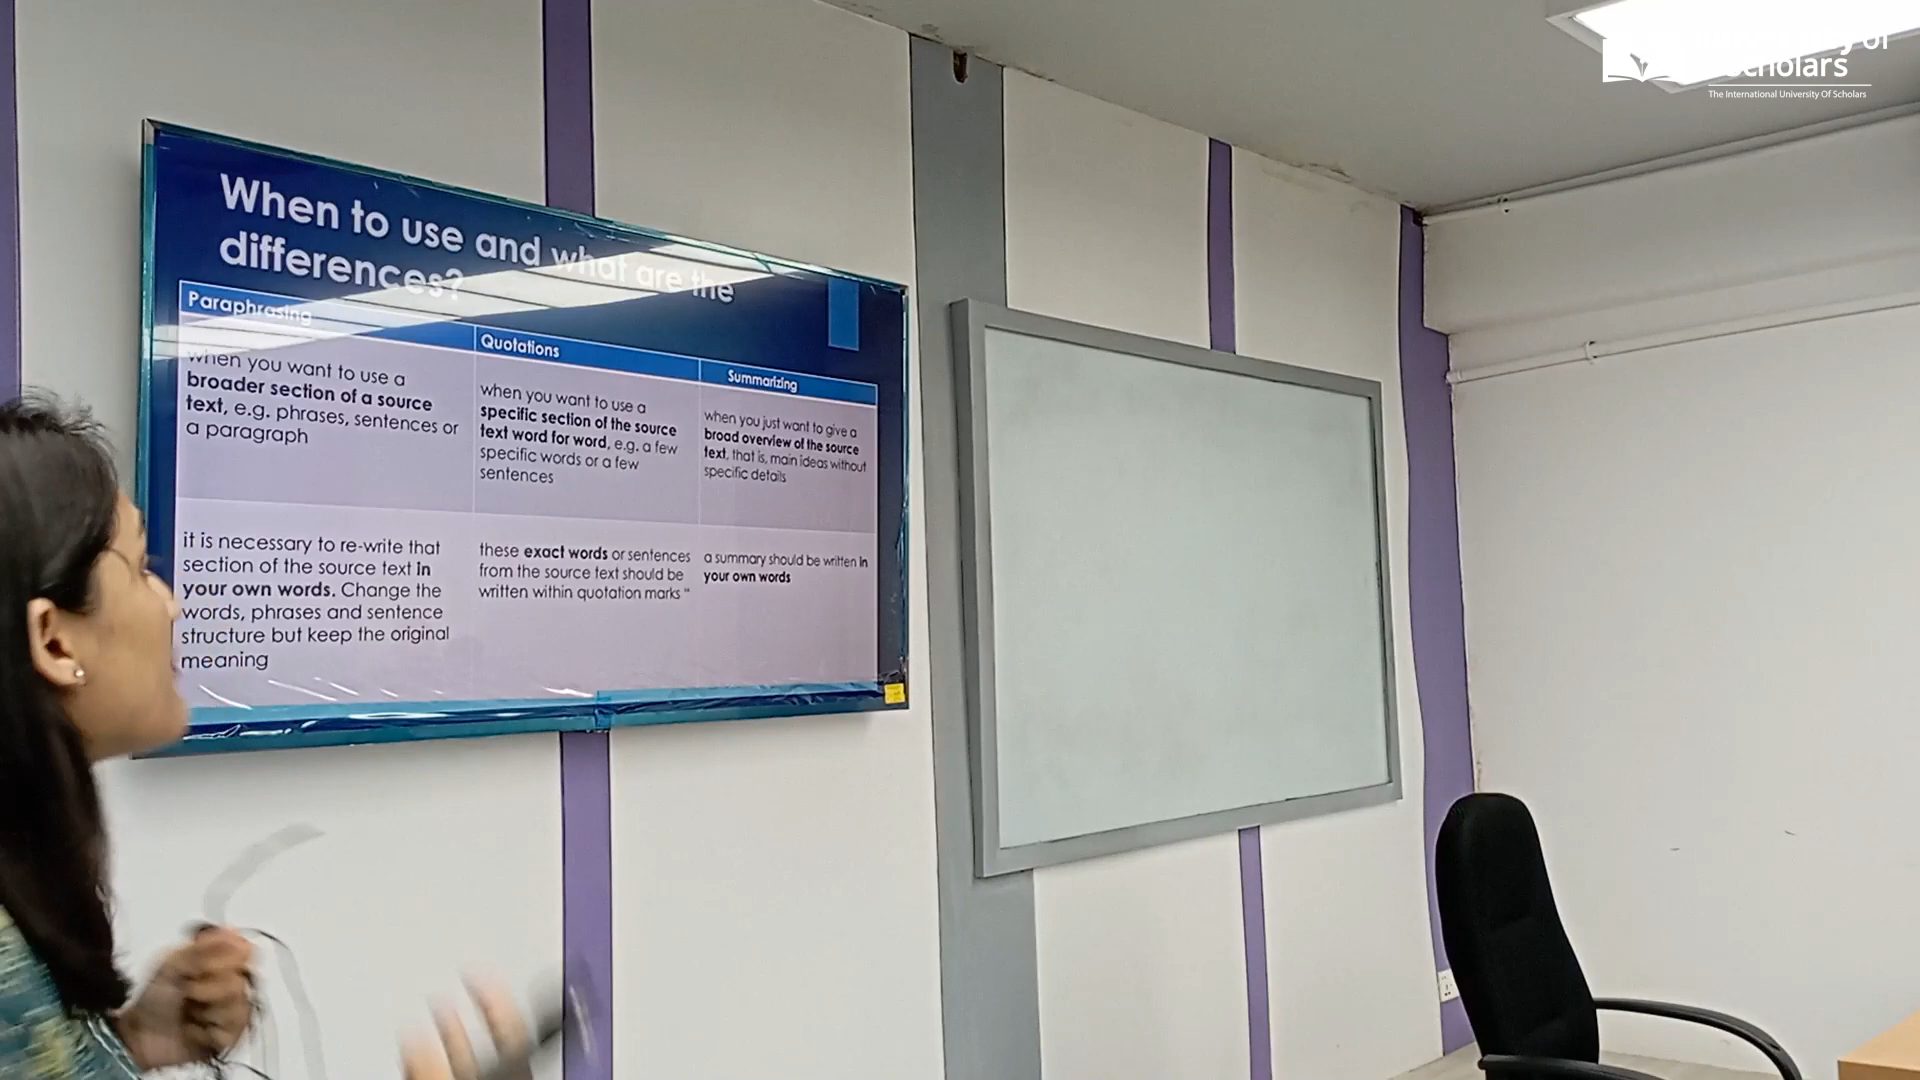 When to use and what are the
differences?
Paraphrasing
Quotations
Summarizing
when you want to use a
broader section of a source
text, e.g. phrases, sentences or
a paragraph
when you want to use a
specific section of the source
text word for word, e.g. a few
specific words or a few
sentences
when you just want to give a
broad overview of the source
text, that is, main ideas without
specific details
it is necessary to re-write that
section of the source text in
your own words. Change the
words, phrases and sentence
structure but keep the original
meaning
these exact words or sentences
from the source text should be
written within quotation marks "
a summary should be written in
your own words
of
Scholars
The International University Of Scholars